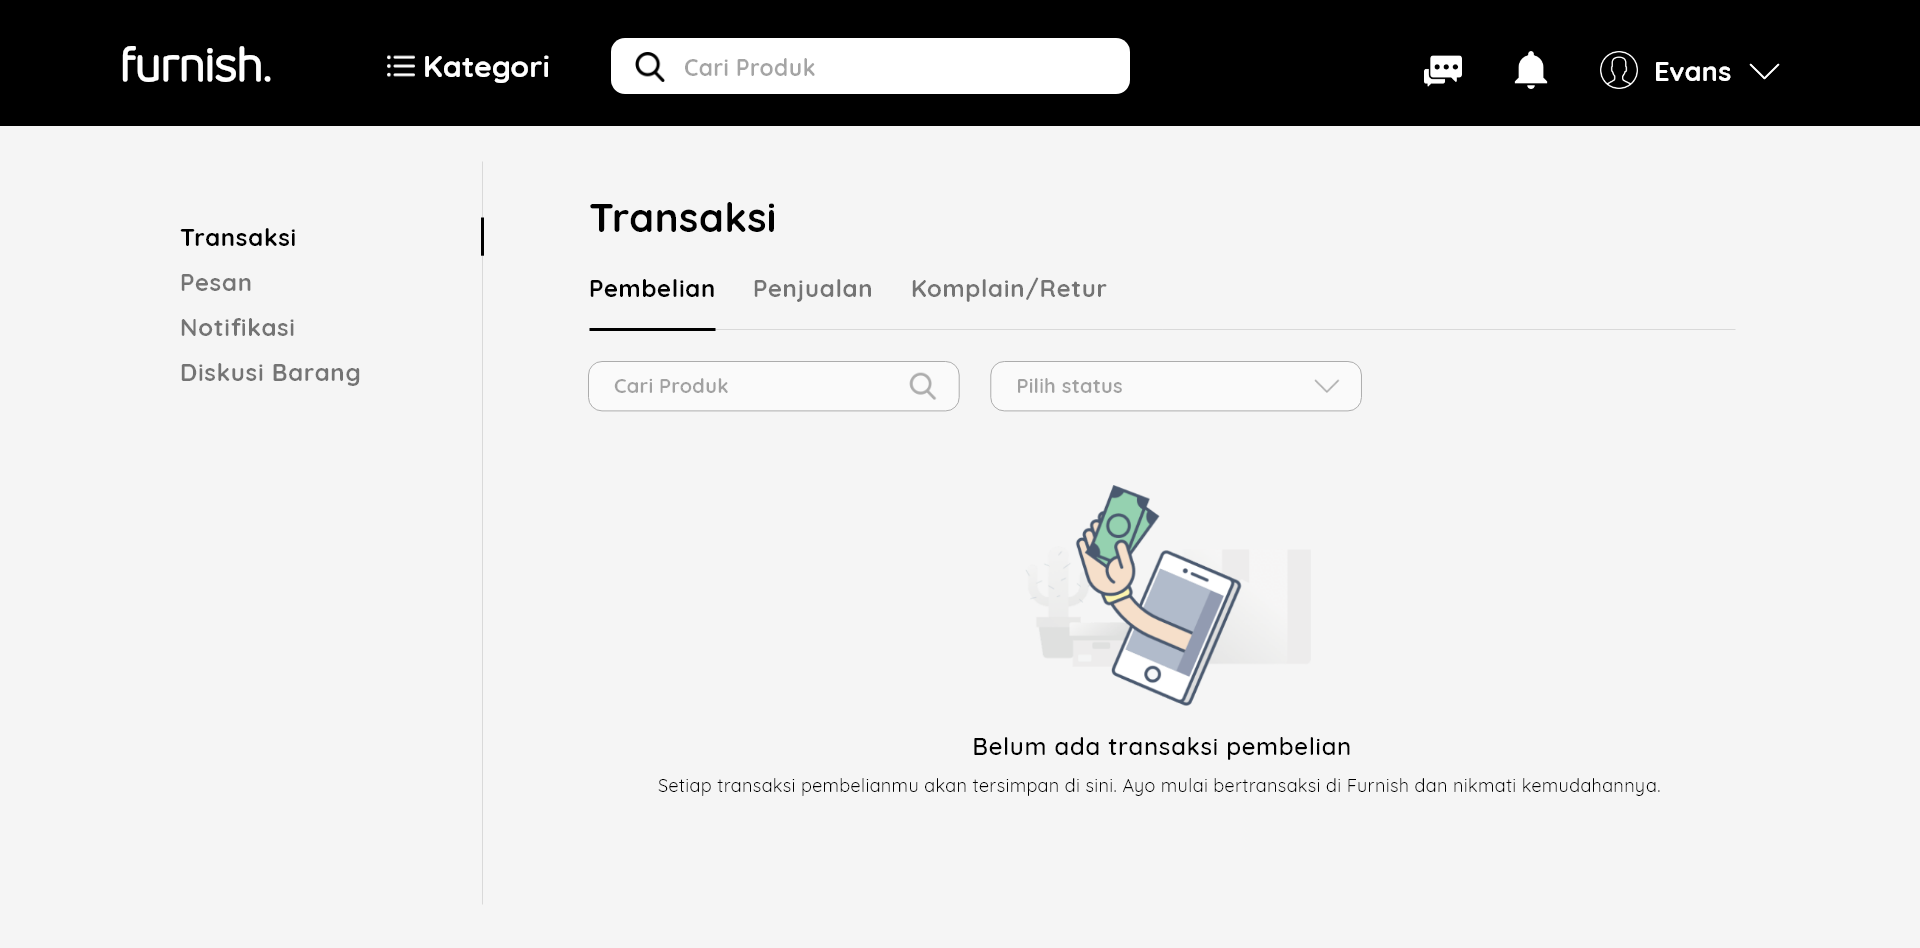 furnish.
Kategori
Cari Produk
Evans
Transaksi
Pesan
Notifikasi
Diskusi Barang
Transaksi
Pembelian Penjualan Komplain/Retur
Cari Produk
Pilih status
Belum ada transaksi pembelian
Setiap transaksi pembelianmu akan tersimpan di sini. Ayo mulai bertransaksi di Furnish dan nikmati kemudahannya.